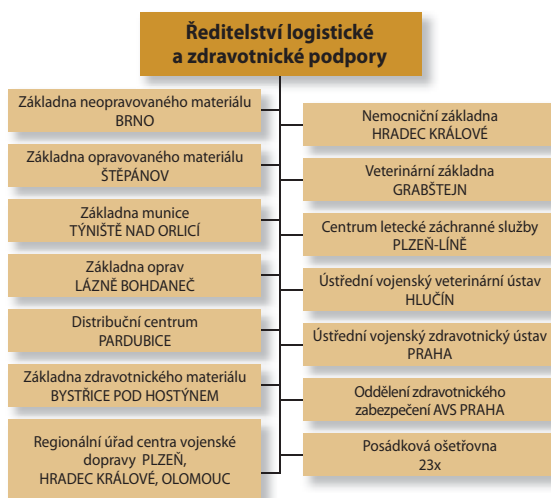 Ředitelství logistické
a zdravotnické podpory
Základna neopravovaného materiálu
BRNO
Základna opravovaného materiálu
ŠTĚPÁNOV
Základna munice
TÝNIŠTĚ NAD ORLICÍ
Základna oprav
LÁZNĚ BOHDANEČ
Distribuční centrum
PARDUBICE
Základna zdravotnického materiálu
BYSTŘICE POD HOSTÝNEM
Regionální úřad centra vojenské
dopravy PLZEŇ,
HRADEC KRÁLOVÉ, OLOMOUC
Nemocniční základna
HRADEC KRÁLOVÉ
Veterinární základna
GRABŠTEJN
Centrum letecké záchranné služby
PLZEŇ-LÍNĚ
Ústřední vojenský veterinární ústav
HLUČÍN
Ústřední vojenský zdravotnický ústav
PRAHA
Oddělení zdravotnického
zabezpečení AVS PRAHA
Posádková ošetřovna
23x